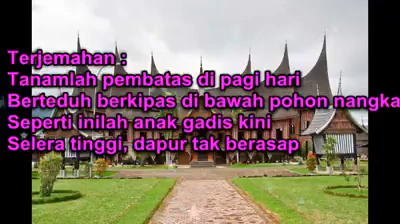 Terjemahan :
Tanamlah pembatas di pagi hari
Berteduh berkipas di bawah pohon nangka
Seperti inilah anak gadis kini
Selera tinggi, dapur tak berasap